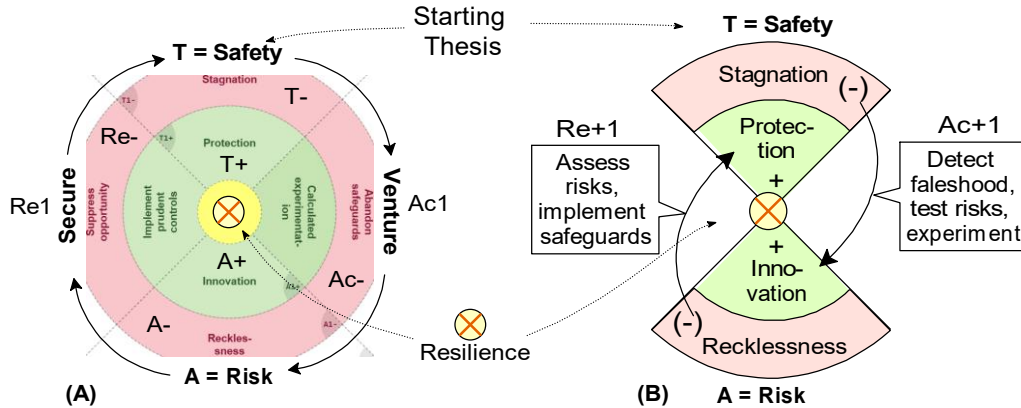 Starting
Thesis
T = Safety
Stagnation
T-
T1-
Re-
T1+
Protection
T+
Secure
Re1
Suppress
opportunity
Implement
prudent
controls
Calculated
experimentat-
ion
Abandon
safeguards
Venture
Ac1
A+
Innovation
Ac-
A1-
A-
Reckles-
sness
A = Risk
(A)
Resilience
T = Safety
Stagnation
(-)
Protec-
tion
+
Re+1
Assess
risks,
implement
safeguards
Ac+1
Detect
faleshood,
test risks,
experiment
+
Inno-
vation
(-)
Recklessness
(B)
A = Risk